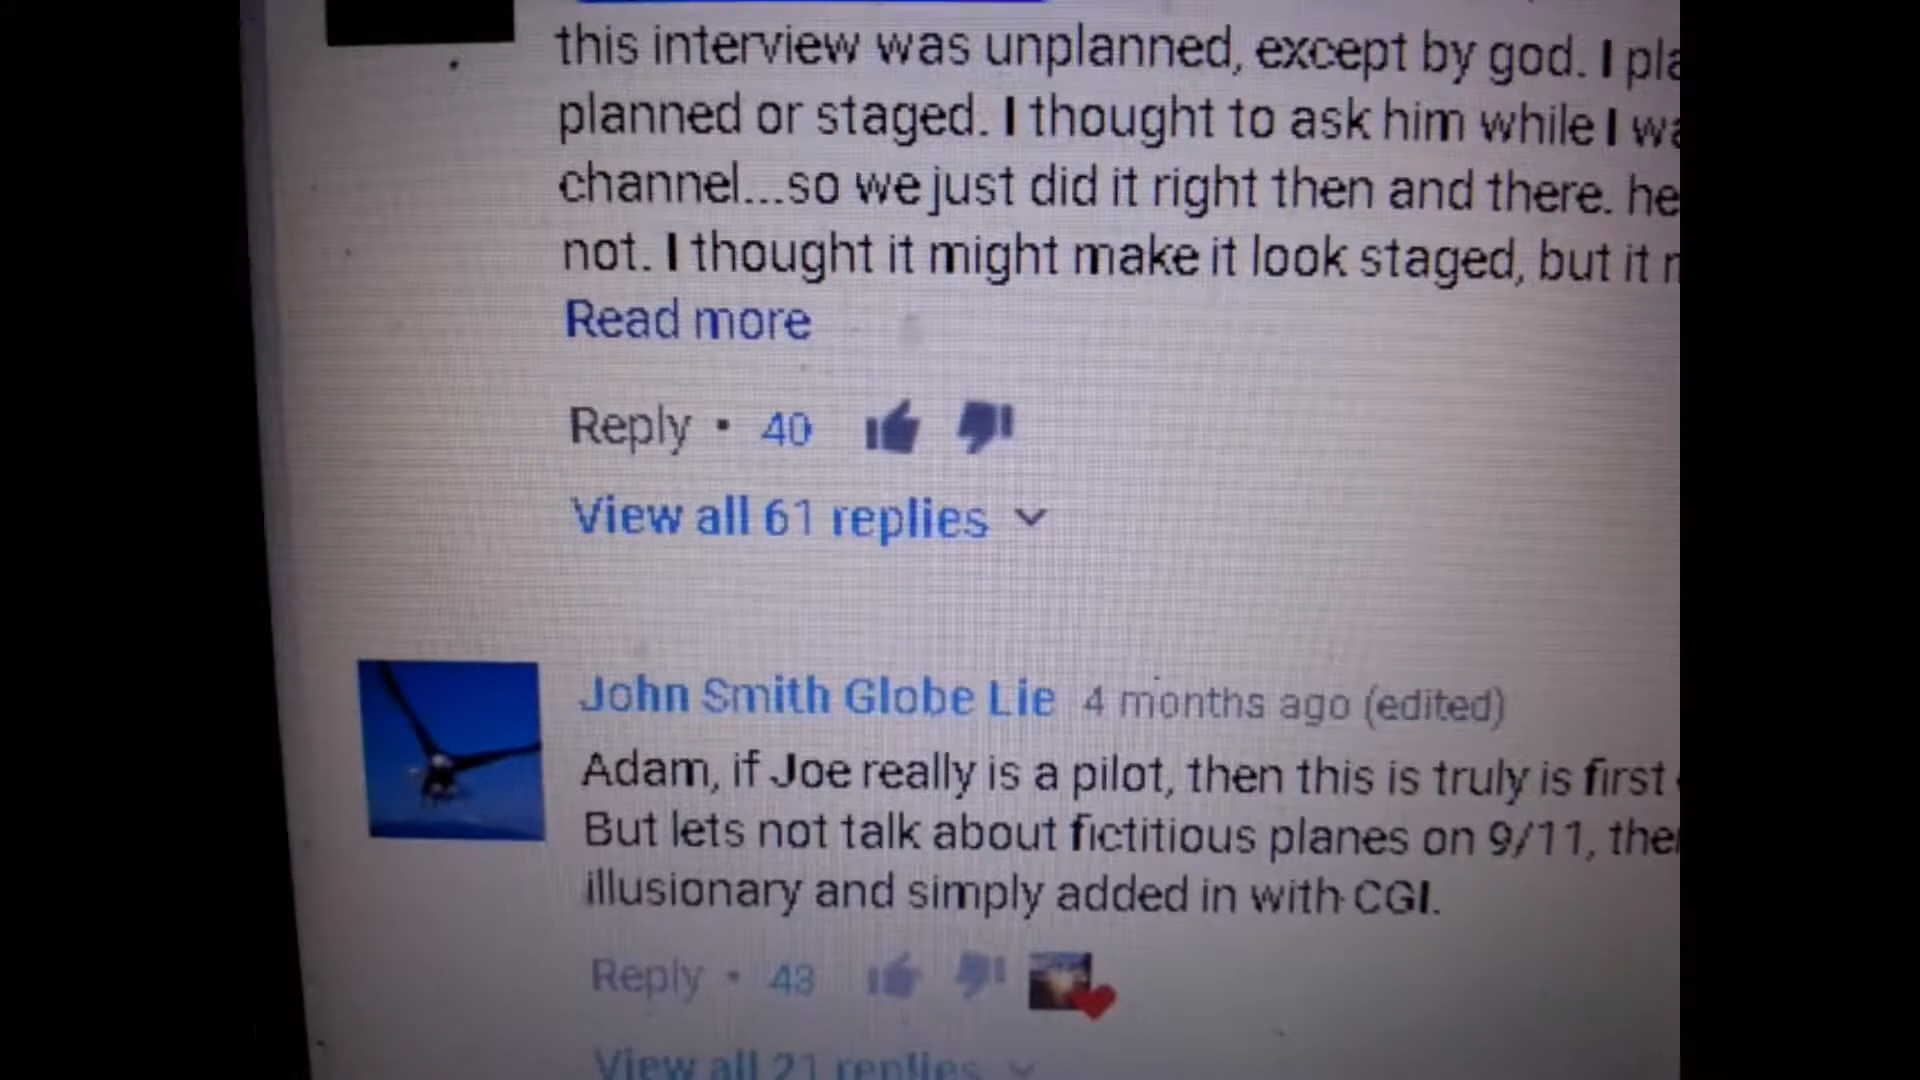 this interview was unplanned, except by god. I
planned or staged. I thought to ask him while I
channel...so we just did it right then and there. he
not. I thought it might make it look staged, but it
Read more
Reply • 40
View all 61 replies
John Smith Globe Lie 4 months ago (edited)
Adam, if Joe really is a pilot, then this is truly is first
But lets not talk about fictitious planes on 9/11,
illusionary and simply added in with CGI.
Reply • 43
View all 21 replies